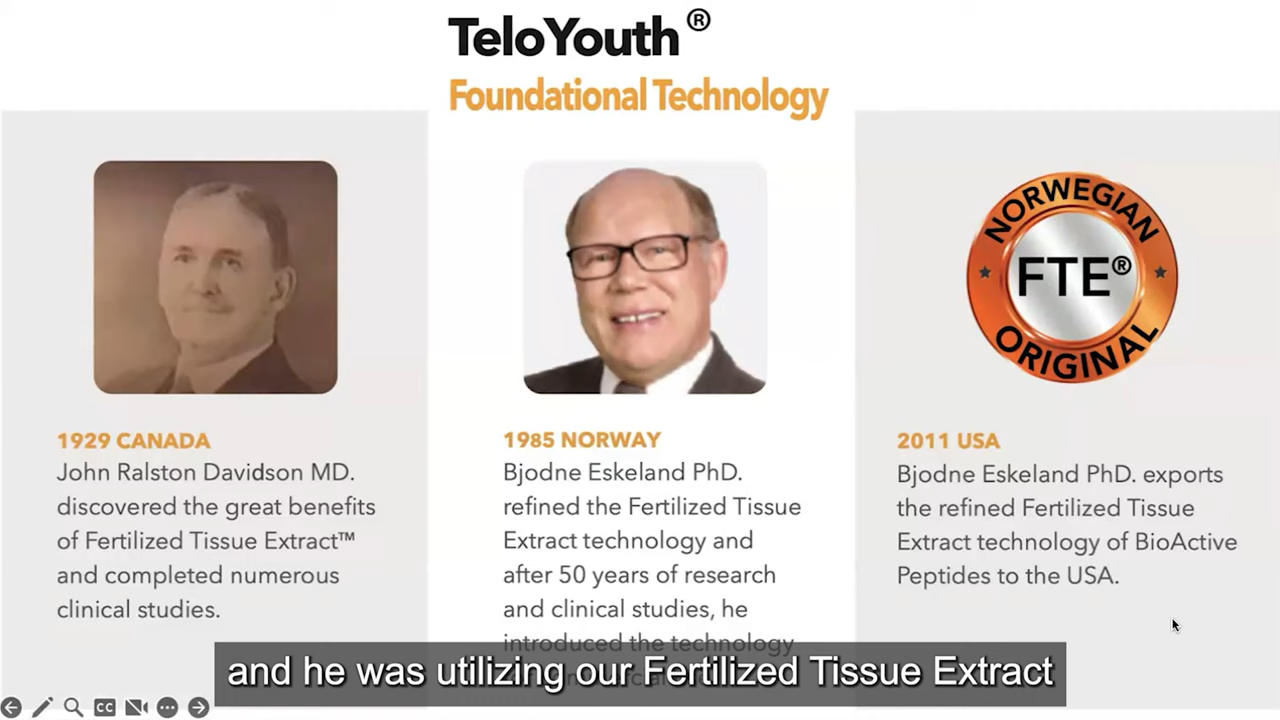 TeloYouth®
Foundational Technology
NORWEGIAN
FTE®
ORIGINAL
1929 CANADA
John Ralston Davidson MD.
discovered the great benefits
of Fertilized Tissue Extract™
and completed numerous
clinical studies.
1985 NORWAY
Bjodne Eskeland PhD.
refined the Fertilized Tissue
Extract technology and
after 50 years of research
and clinical studies, he
introduced the technology
2011 USA
Bjodne Eskeland PhD. exports
the refined Fertilized Tissue
Extract technology of BioActive
Peptides to the USA.
and he was utilizing our Fertilized Tissue Extract
CC